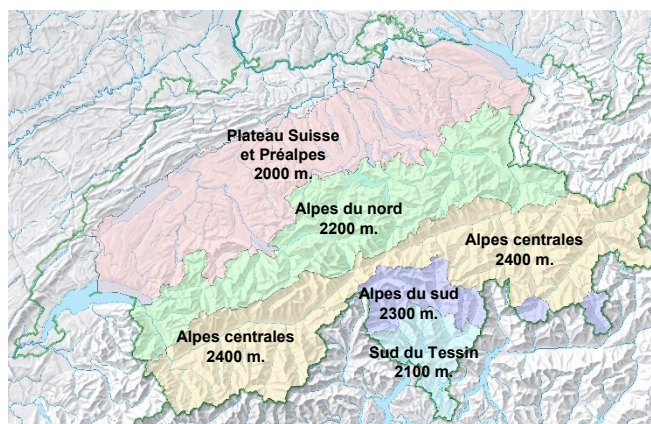 Plateau Suisse
et Préalpes
2000 m.
Alpes du nord
2200 m.
Alpes centrales
2400 m.
Alpes du sud
2300 m.
Alpes centrales
2400 m.
Sud du Tessin
2100 m.